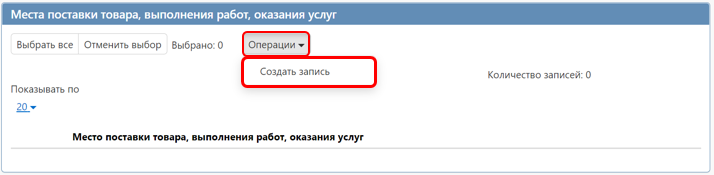 Места поставки товара, выполнения работ, оказания услуг
Выбрать все Отменить выбор Выбрано: 0 Операции
Создать запись
Количество записей: 0
Показывать по
20
Место поставки товара, выполнения работ, оказания услуг